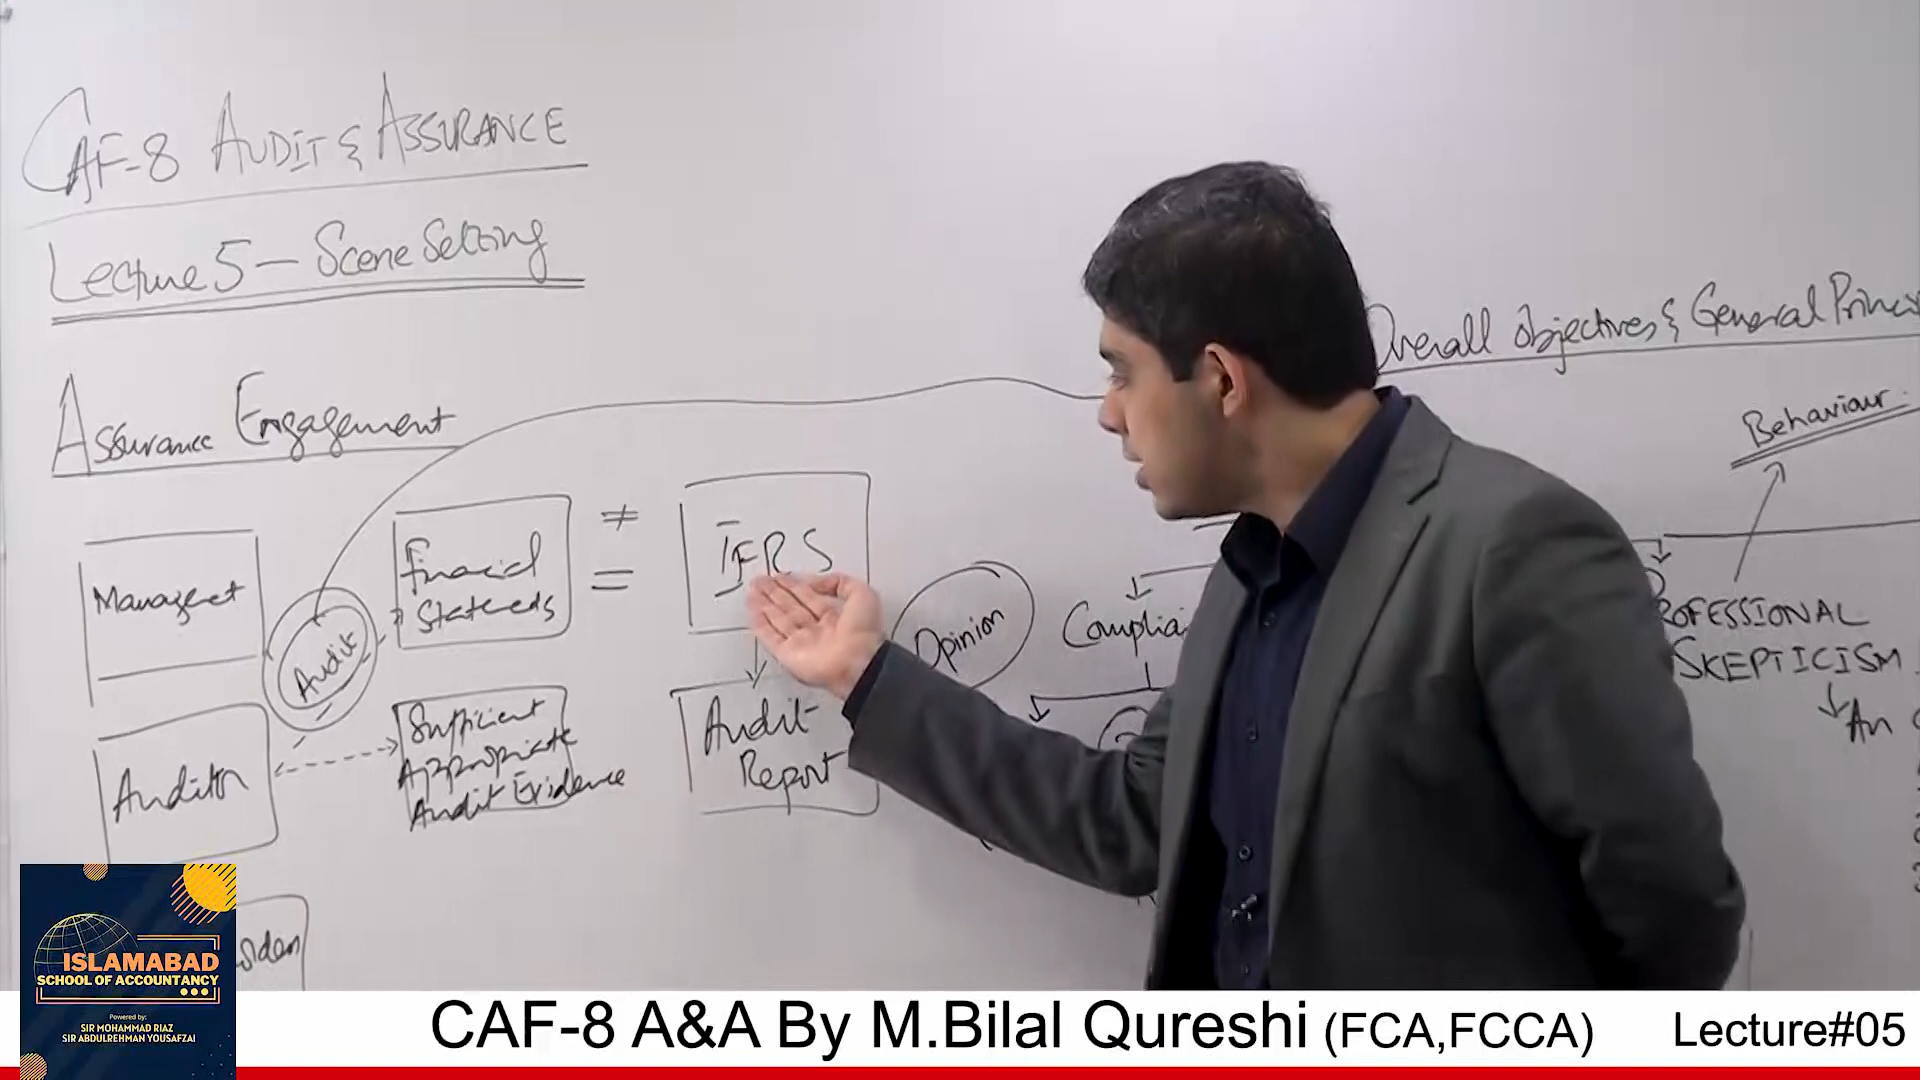 CAF-8 AUDIT & ASSURANCE
Lecture 5 — Scene Setting
Assurance Engagement
Management
Audit
Financial
Statements
≠
=
IFRS
Opinion
Auditor
Sufficient
Appropriate
Audit Evidence
Audit
Report
Overall Objectives & General Princi
Behaviour
Complia
PROFESSIONAL
SKEPTICISM
An
ISLAMABAD
SCHOOL OF ACCOUNTANCY
Powered by:
SIR MOHAMMAD RIAZ
SIR ABDULREHMAN YOUSAFZAI
CAF-8 A&A By M.Bilal Qureshi (FCA,FCCA)
Lecture#05